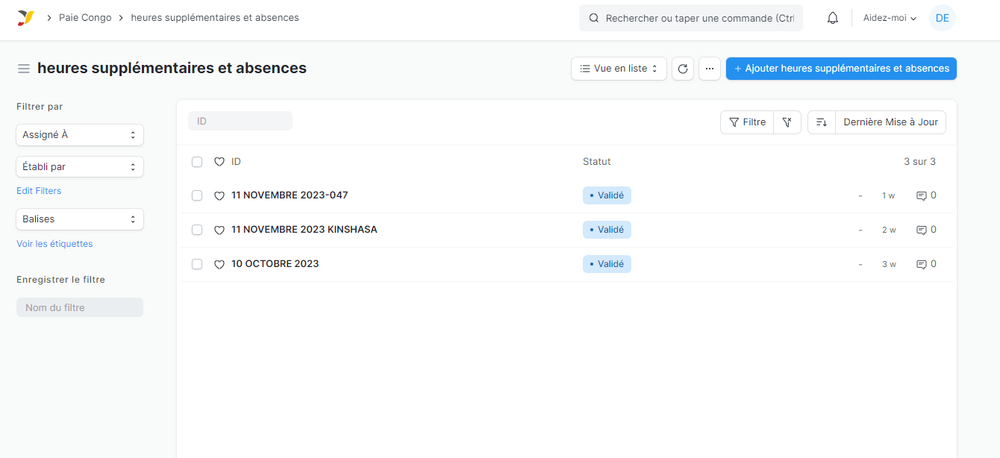 Paie Congo
heures supplémentaires et absences
Rechercher ou taper une commande (Ctrl
Aidez-moi
DE
heures supplémentaires et absences
Vue en liste
...
+ Ajouter heures supplémentaires et absences
Filtrer par
Assigné À
Établi par
Edit Filters
Balises
Voir les étiquettes
Enregistrer le filtre
Nom du filtre
ID
Filtre
Dernière Mise à Jour
ID Statut 3 sur 3
11 NOVEMBRE 2023-047 Validé - 1 w 0
11 NOVEMBRE 2023 KINSHASA Validé - 2 w 0
10 OCTOBRE 2023 Validé - 3 w 0